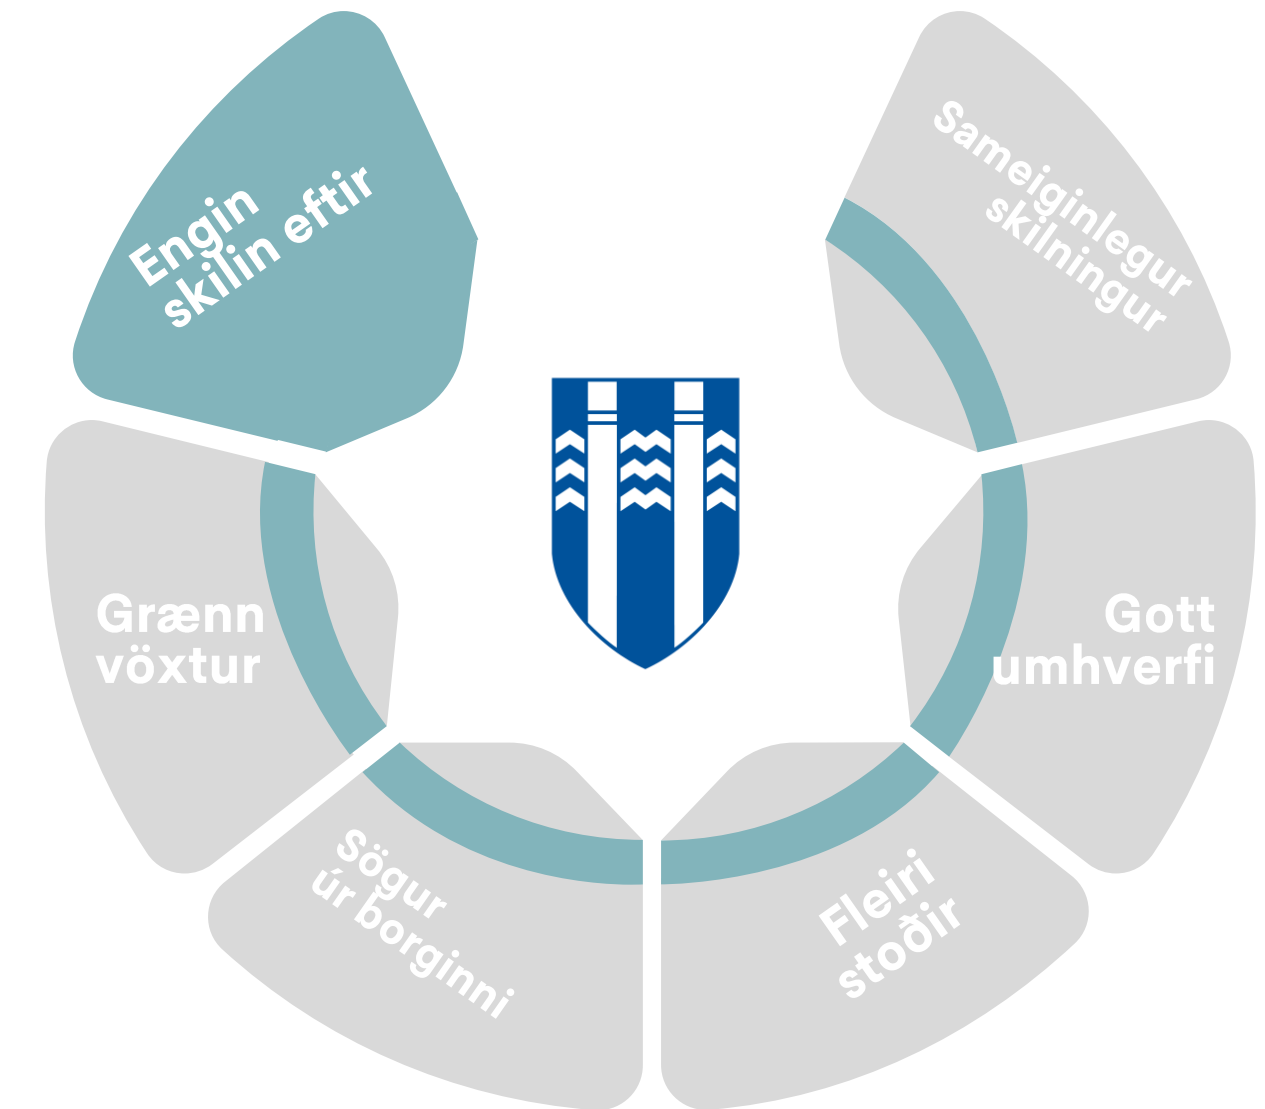 Engin
skilin eftir
Sameiginlegur
skilningur
Grænn
vöxtur
Gott
umhverfi
Sögur
úr borginni
Fleiri
stoðir